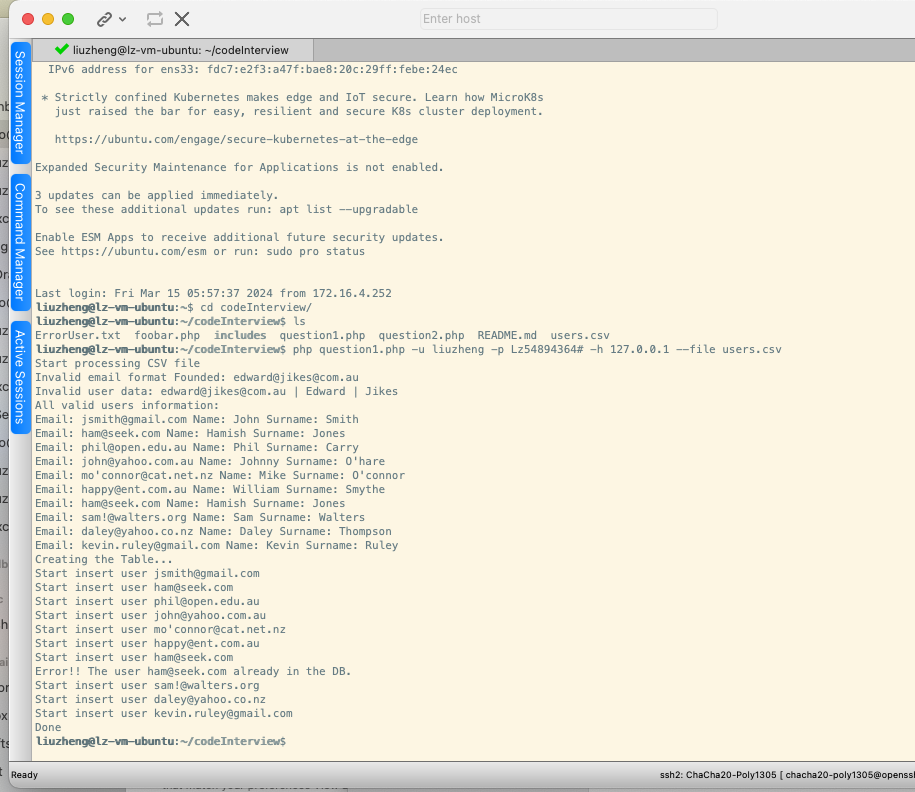 Enter host
liuzheng@lz-vm-ubuntu: ~/codeInterview
Session Manager
Command Manager
Active Sessions
IPv6 address for ens33: fdc7:e2f3:a47f:bae8:20c:29ff:febe:24ec
* Strictly confined Kubernetes makes edge and IoT secure. Learn how MicroK8s
just raised the bar for easy, resilient and secure K8s cluster deployment.
https://ubuntu.com/engage/secure-kubernetes-at-the-edge
Expanded Security Maintenance for Applications is not enabled.
3 updates can be applied immediately.
To see these additional updates run: apt list --upgradable
Enable ESM Apps to receive additional future security updates.
See https://ubuntu.com/esm or run: sudo pro status
Last login: Fri Mar 15 05:57:37 2024 from 172.16.4.252
liuzheng@lz-vm-ubuntu:~$ cd codeInterview/
liuzheng@lz-vm-ubuntu:~/codeInterview$ ls
ErrorUser.txt foobar.php includes question1.php question2.php README.md users.csv
liuzheng@lz-vm-ubuntu:~/codeInterview$ php question1.php -u liuzheng -p Lz54894364# -h 127.0.0.1 --file users.csv
Start processing CSV file
Invalid email format Founded: edward@jikes@com.au
Invalid user data: edward@jikes@com.au | Edward | Jikes
All valid users information:
Email: jsmith@gmail.com Name: John Surname: Smith
Email: ham@seek.com Name: Hamish Surname: Jones
Email: phil@open.edu.au Name: Phil Surname: Carry
Email: john@yahoo.com.au Name: Johnny Surname: O'hare
Email: mo'connor@cat.net.nz Name: Mike Surname: O'connor
Email: happy@ent.com.au Name: William Surname: Smythe
Email: ham@seek.com Name: Hamish Surname: Jones
Email: sam!@walters.org Name: Sam Surname: Walters
Email: daley@yahoo.co.nz Name: Daley Surname: Thompson
Email: kevin.ruley@gmail.com Name: Kevin Surname: Ruley
Creating the Table...
Start insert user jsmith@gmail.com
Start insert user ham@seek.com
Start insert user phil@open.edu.au
Start insert user john@yahoo.com.au
Start insert user mo'connor@cat.net.nz
Start insert user happy@ent.com.au
Start insert user ham@seek.com
Error!! The user ham@seek.com already in the DB.
Start insert user sam!@walters.org
Start insert user daley@yahoo.co.nz
Start insert user kevin.ruley@gmail.com
Done
liuzheng@lz-vm-ubuntu:~/codeInterview$
Ready
ssh2: ChaCha20-Poly1305 [ chacha20-poly1305@openssh